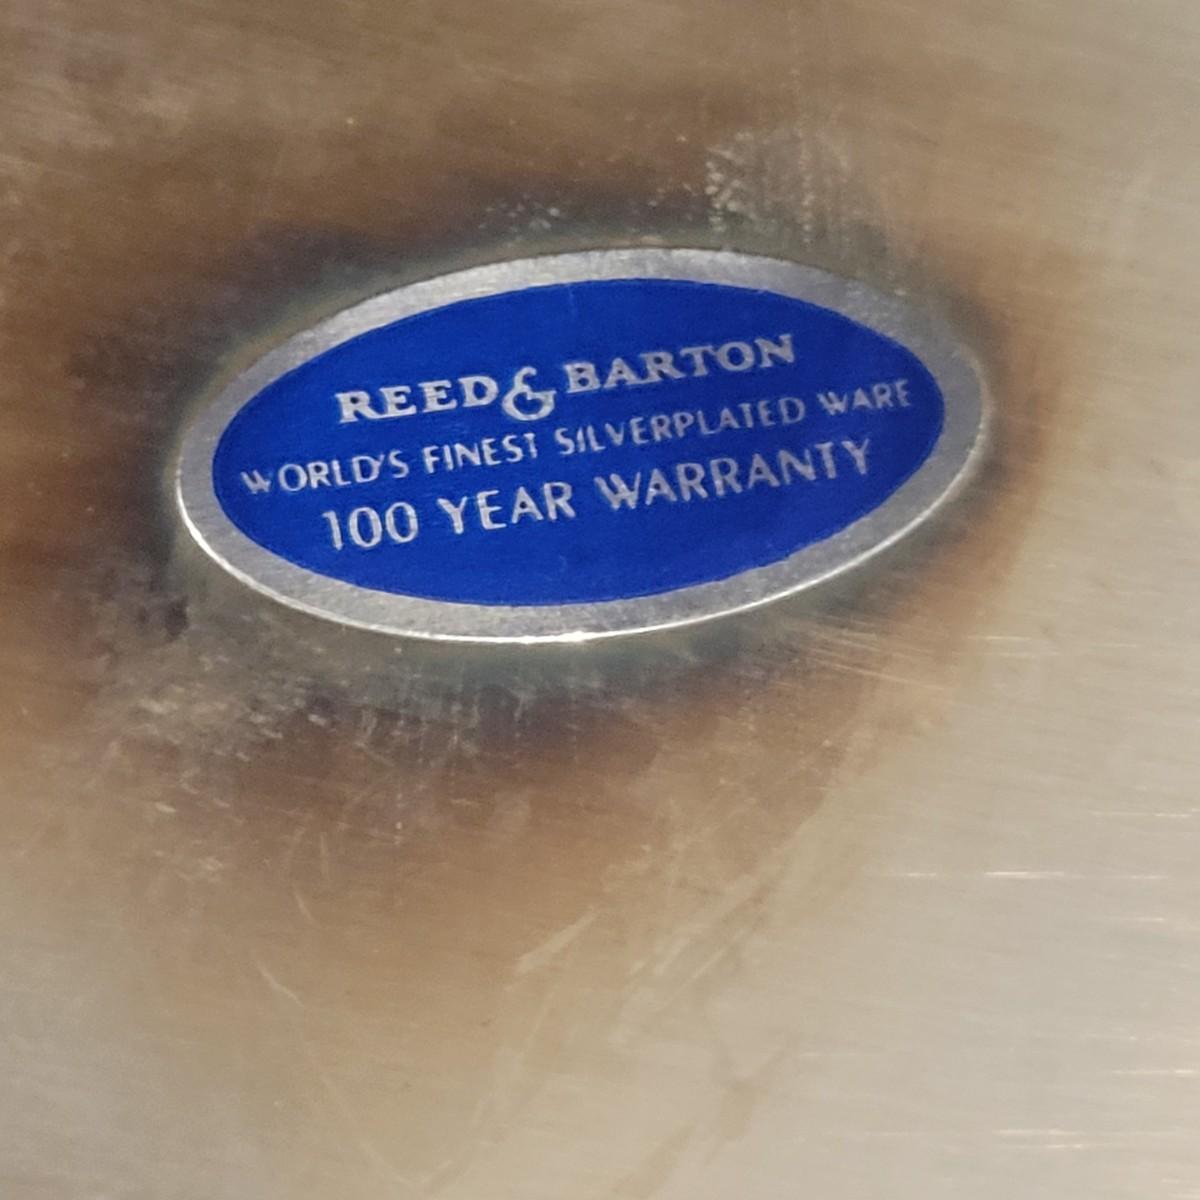 REED & BARTON
WORLD'S FINEST SILVERPLATED WARE
100 YEAR WARRANTY